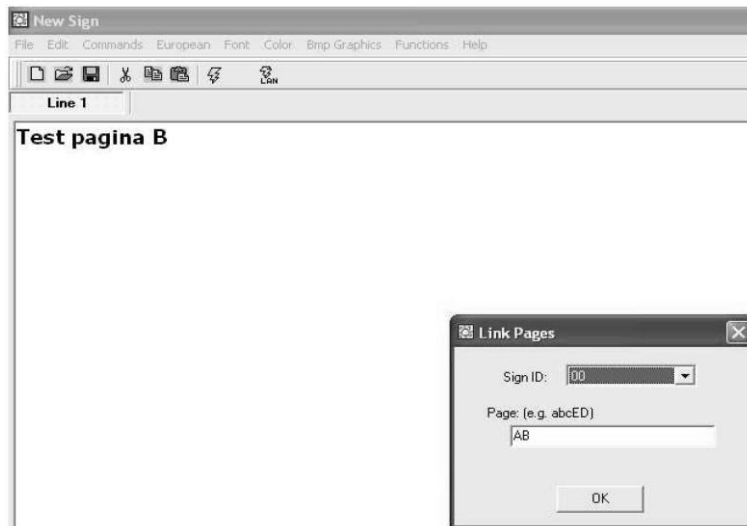 New Sign
File Edit Commands European Font Color Bmp Graphics Functions Help
LAN
Line 1
Test pagina B
Link Pages
Sign ID: 00
Page: (e.g. abcED)
AB
OK